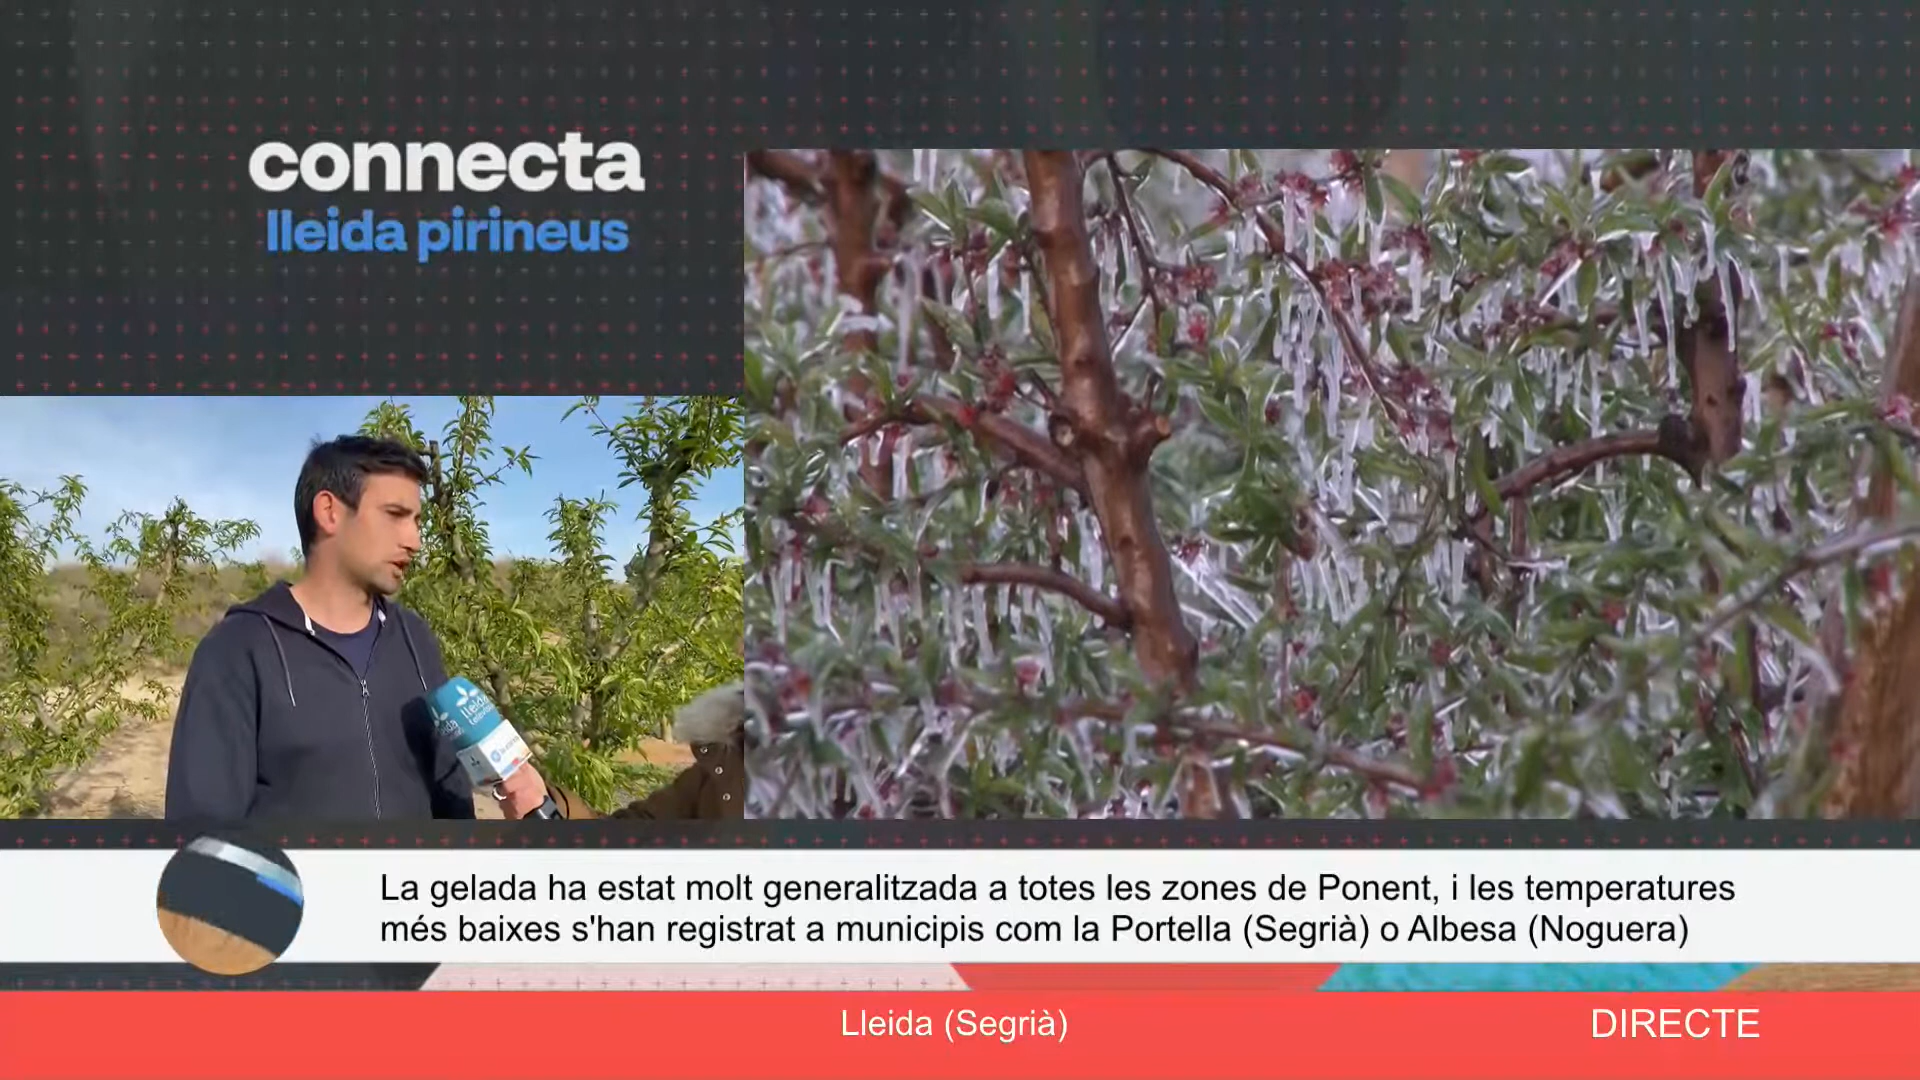 connecta
lleida pirineus
lleida
La gelada ha estat molt generalitzada a totes les zones de Ponent, i les temperatures
més baixes s'han registrat a municipis com la Portella (Segrià) o Albesa (Noguera)
Lleida (Segrià)
DIRECTE